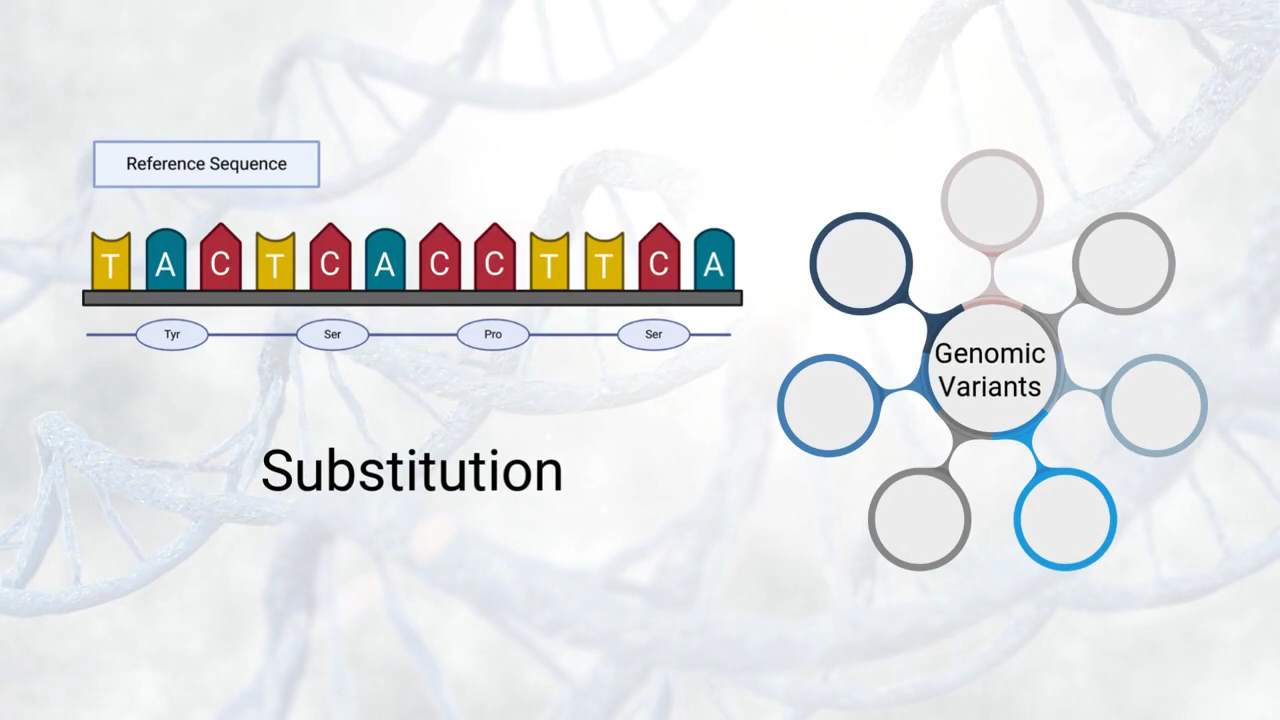 Reference Sequence
T A C T C A C C T T C A
Tyr Ser Pro Ser
Substitution
Genomic
Variants